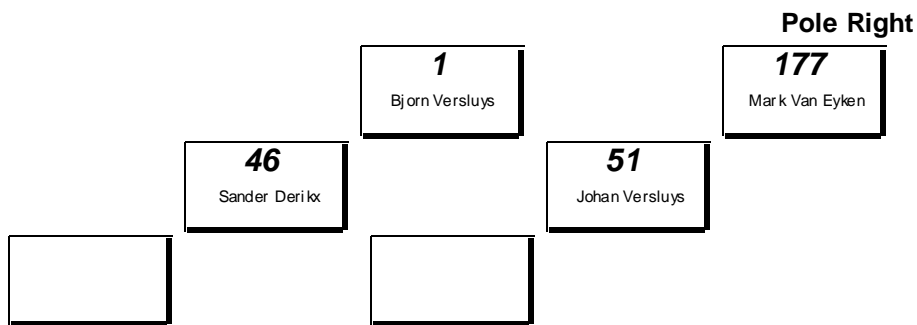 Pole Right
1
Bjorn Versluys
177
Mark Van Eyken
46
Sander Derikx
51
Johan Versluys